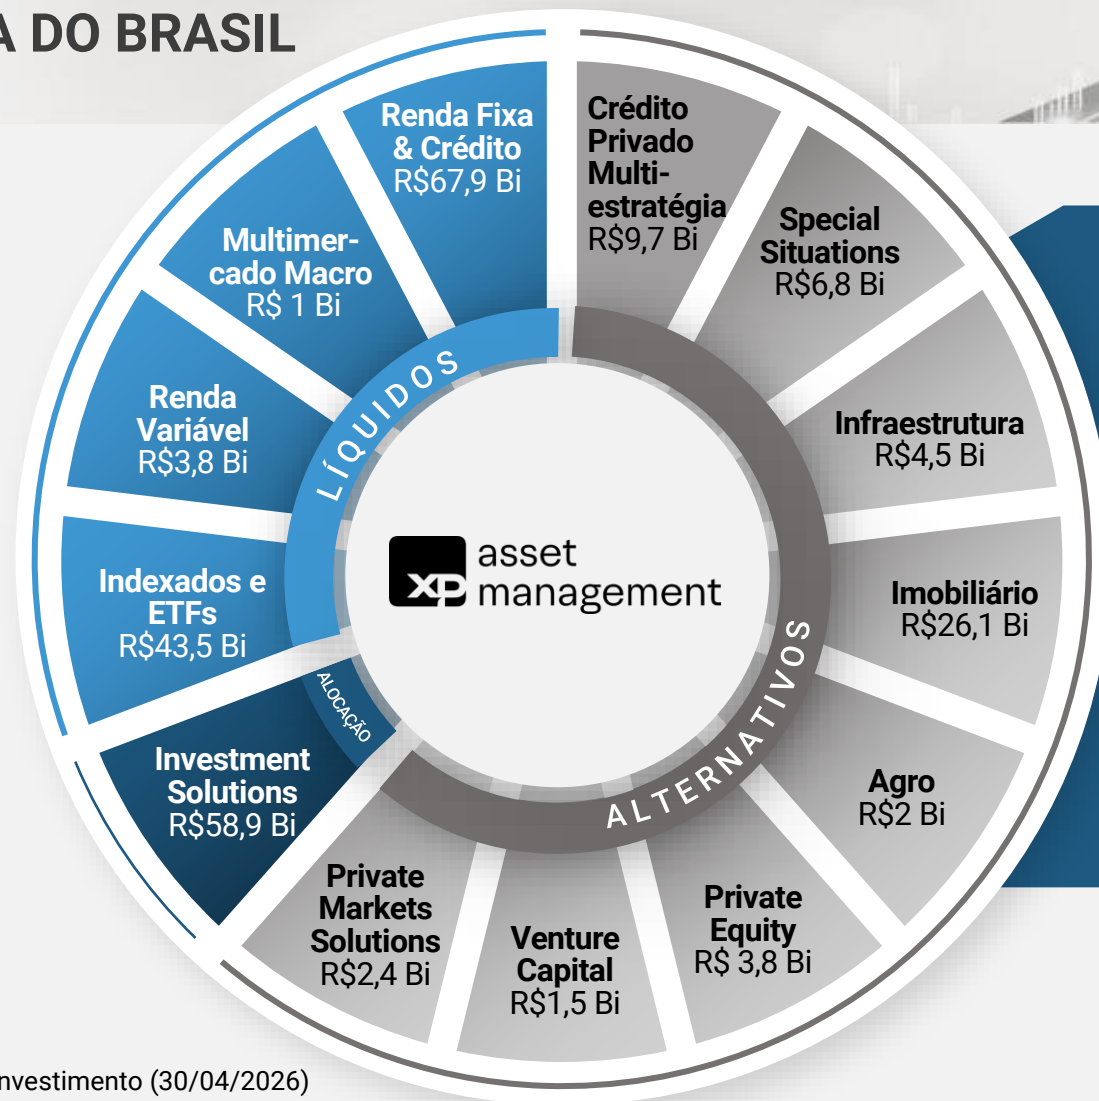 A DO BRASIL
Renda Fixa
& Crédito
R$67,9 Bi
Crédito
Privado
Multi-
estratégia
R$9,7 Bi
Multimer-
cado Macro
R$ 1 Bi
Special
Situations
R$6,8 Bi
Renda
Variável
R$3,8 Bi
Infraestrutura
R$4,5 Bi
LÍQUIDOS
Indexados e
ETFs
R$43,5 Bi
XP asset
management
Imobiliário
R$26,1 Bi
ALOCAÇÃO
ALTERNATIVOS
Investment
Solutions
R$58,9 Bi
Agro
R$2 Bi
Private
Markets
Solutions
R$2,4 Bi
Venture
Capital
R$1,5 Bi
Private
Equity
R$ 3,8 Bi
nvestimento (30/04/2026)